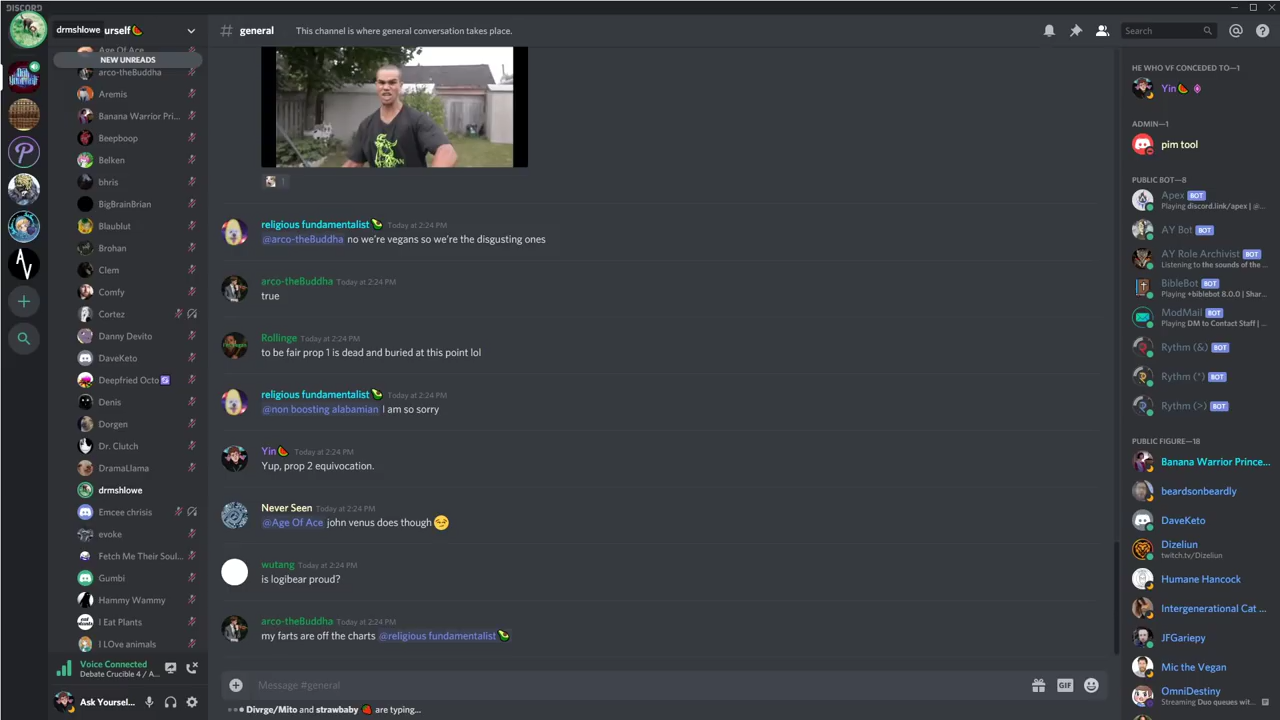 DISCORD
drmshlowe
urself🍉
general
This channel is where general conversation takes place.
Search
Age Of Ace
NEW UNREADS
arco-theBuddha
Aremis
Banana Warrior Pri...
Beepboop
Belken
bhris
BigBrainBrian
Blaublut
Brohan
Clem
Comfy
Cortez
Danny Devito
DaveKeto
Deepfried Octo
Denis
Dorgen
Dr. Clutch
DramaLlama
drmshlowe
Emcee chrisis
evoke
Fetch Me Their Soul...
Gumbi
Hammy Wammy
I Eat Plants
I LOve animals
Voice Connected
Debate Crucible 4 / A...
Ask Yoursel...
1
religious fundamentalist Today at 2:24 PM
@arco-theBuddha no we're vegans so we're the disgusting ones
arco-theBuddha Today at 2:24 PM
true
Rollinge Today at 2:24 PM
to be fair prop 1 is dead and buried at this point lol
religious fundamentalist Today at 2:24 PM
@non boosting alabamian I am so sorry
Yin🍉 Today at 2:24 PM
Yup, prop 2 equivocation.
Never Seen Today at 2:24 PM
@Age Of Ace john venus does though 😏
wutang Today at 2:24 PM
is logibear proud?
arco-theBuddha Today at 2:24 PM
my farts are off the charts @religious fundamentalist
Message #general
GIF
Divrge/Mito and strawbaby 🍓 are typing...
HE WHO VF CONCEDED TO—1
Yin🍉
ADMIN—1
pim tool
PUBLIC BOT—8
Apex BOT
Playing discord.link/apex | @...
AY Bot BOT
AY Role Archivist BOT
Listening to the sounds of the ...
BibleBot BOT
Playing +biblebot 8.0.0 | Shar...
ModMail BOT
Playing DM to Contact Staff | ...
Rythm (&) BOT
Rythm (*) BOT
Rythm (>) BOT
PUBLIC FIGURE—18
Banana Warrior Prince...
beardsonbeardly
DaveKeto
Dizeliun
twitch.tv/Dizeliun
Humane Hancock
Intergenerational Cat ...
JFGariepy
Mic the Vegan
OmniDestiny
Streaming Duo queues wit...